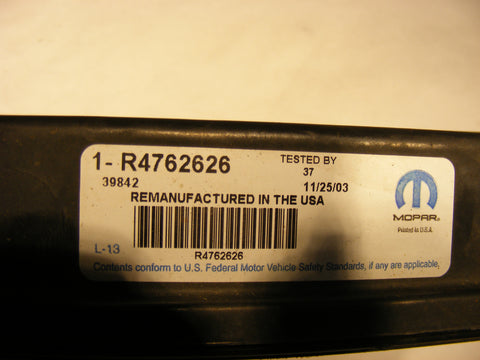 1- R4762626
TESTED BY
37
39842
11/25/03
REMANUFACTURED IN THE USA
MOPAR®
Printed in U.S.A.
L-13
R4762626
Contents conform to U.S. Federal Motor Vehicle Safety Standards, if any are applicable,